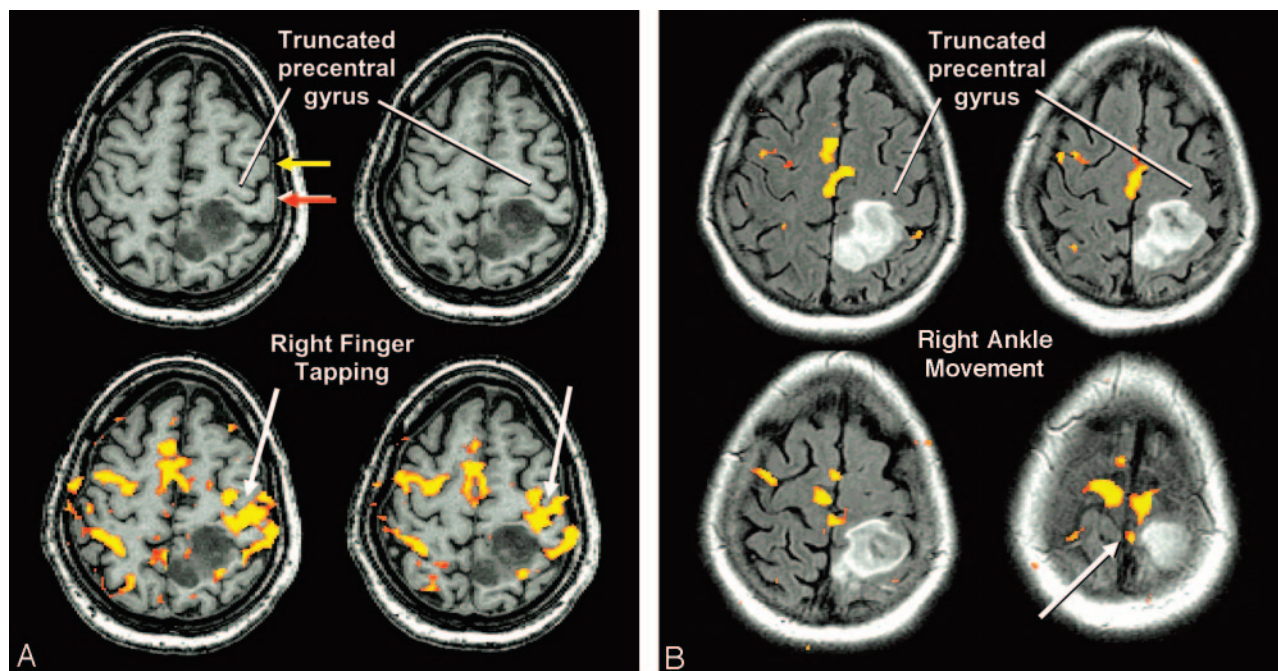 Truncated
precentral
gyrus
Right Finger
Tapping
A
Truncated
precentral
gyrus
Right Ankle
Movement
B